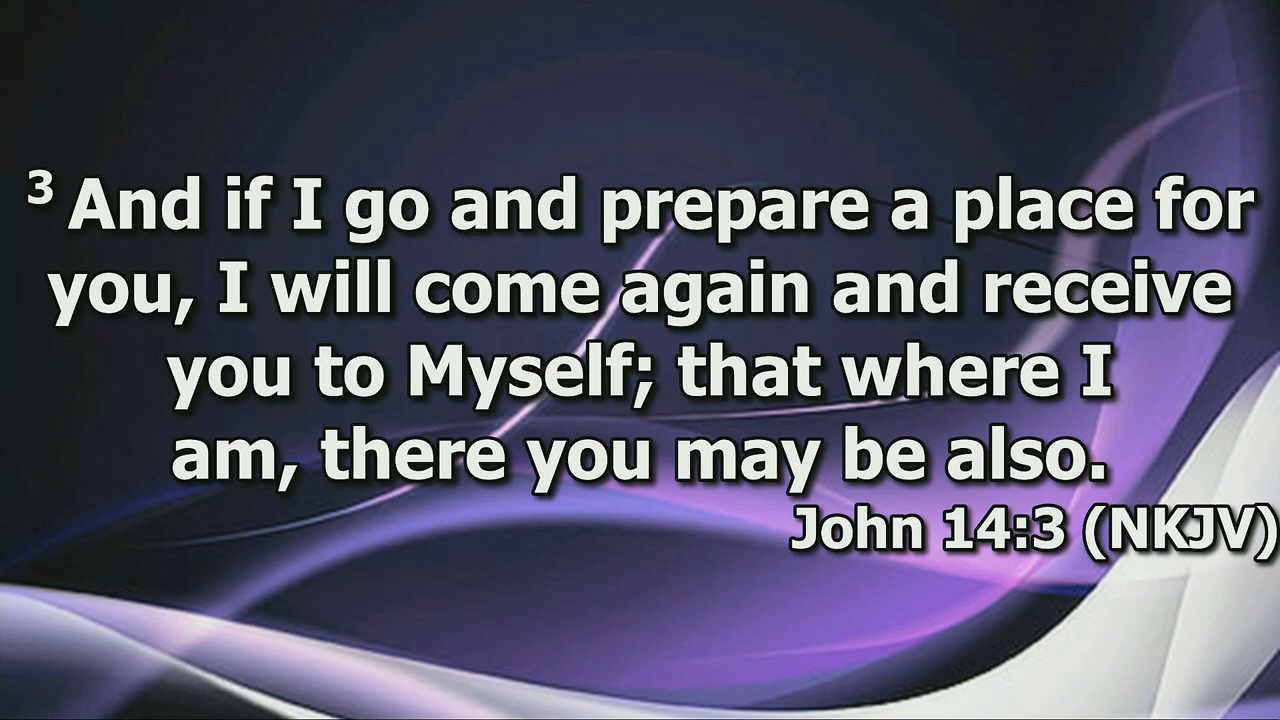 ³ And if I go and prepare a place for
you, I will come again and receive
you to Myself; that where I
am, there you may be also.
John 14:3 (NKJV)